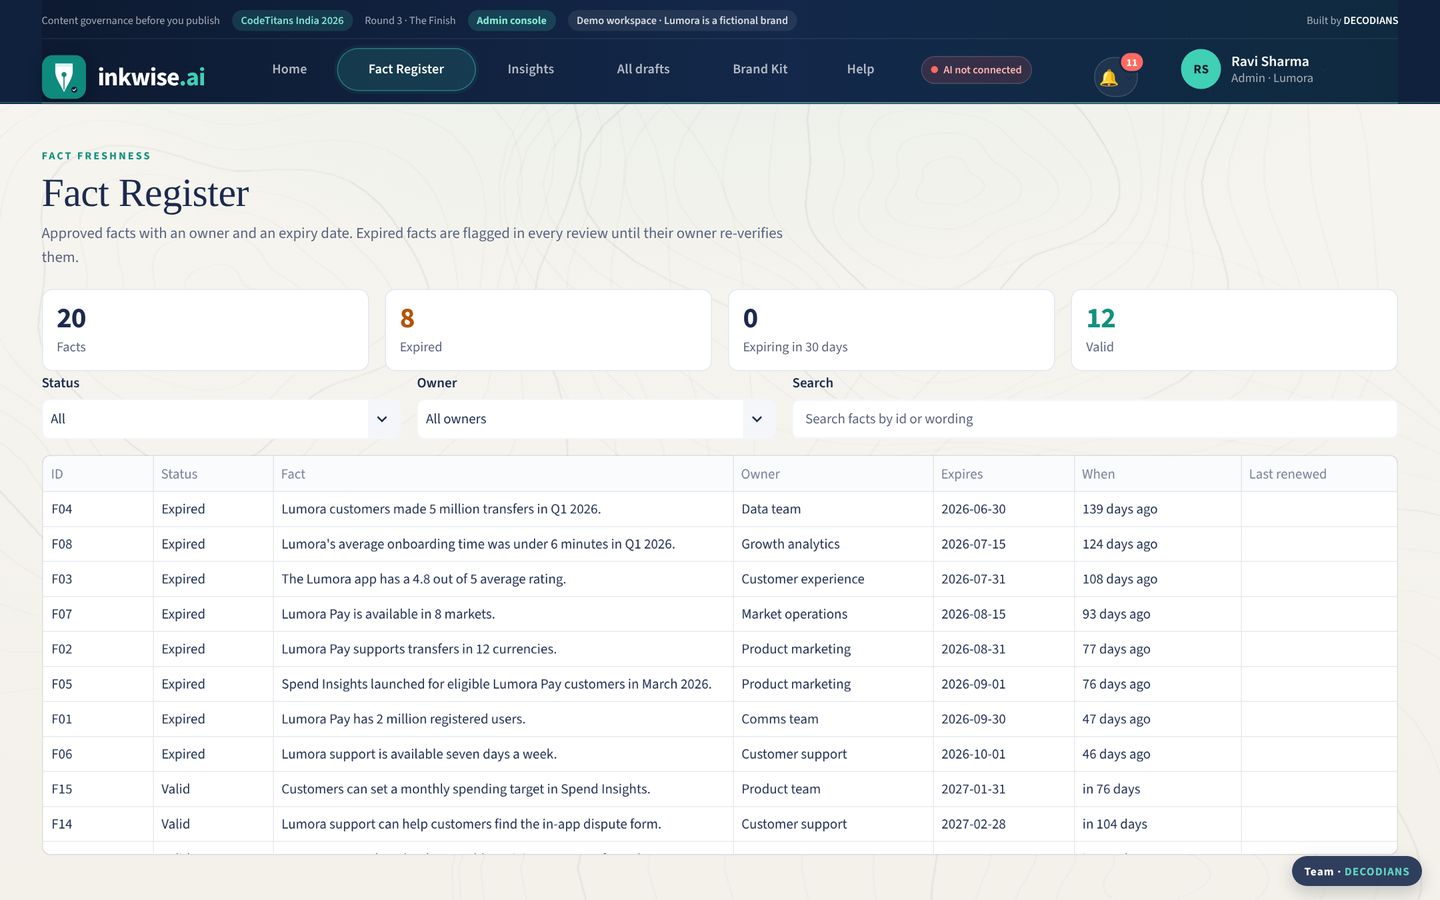 Content governance before you publish
CodeTitans India 2026
Round 3 · The Finish
Admin console
Demo workspace · Lumora is a fictional brand
Built by DECODIANS
inkwise.ai
Home
Fact Register
Insights
All drafts
Brand Kit
Help
AI not connected
11
RS
Ravi Sharma
Admin · Lumora
FACT FRESHNESS
Fact Register
Approved facts with an owner and an expiry date. Expired facts are flagged in every review until their owner re-verifies
them.
20
Facts
8
Expired
0
Expiring in 30 days
12
Valid
Status
Owner
Search
All
All owners
Search facts by id or wording
ID Status Fact Owner Expires When Last renewed
F04 Expired Lumora customers made 5 million transfers in Q1 2026. Data team 2026-06-30 139 days ago
F08 Expired Lumora's average onboarding time was under 6 minutes in Q1 2026. Growth analytics 2026-07-15 124 days ago
F03 Expired The Lumora app has a 4.8 out of 5 average rating. Customer experience 2026-07-31 108 days ago
F07 Expired Lumora Pay is available in 8 markets. Market operations 2026-08-15 93 days ago
F02 Expired Lumora Pay supports transfers in 12 currencies. Product marketing 2026-08-31 77 days ago
F05 Expired Spend Insights launched for eligible Lumora Pay customers in March 2026. Product marketing 2026-09-01 76 days ago
F01 Expired Lumora Pay has 2 million registered users. Comms team 2026-09-30 47 days ago
F06 Expired Lumora support is available seven days a week. Customer support 2026-10-01 46 days ago
F15 Valid Customers can set a monthly spending target in Spend Insights. Product team 2027-01-31 in 76 days
F14 Valid Lumora support can help customers find the in-app dispute form. Customer support 2027-02-28 in 104 days
Team · DECODIANS